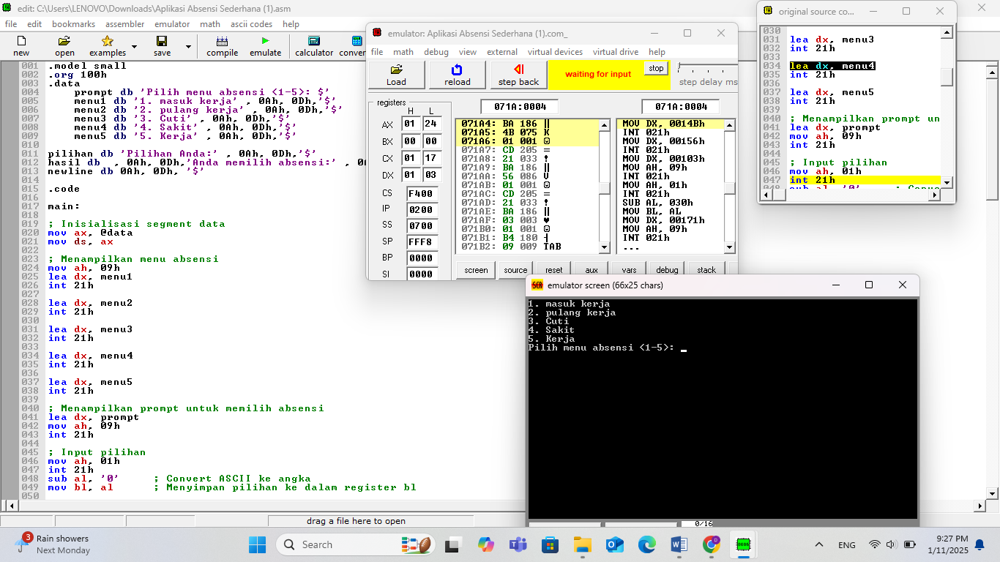 edit: C:\Users\LENOVO\Downloads\Aplikasi Absensi Sederhana (1).asm
file edit bookmarks assembler emulator math ascii codes help
new open examples save compile emulate calculator conver
001 .model small
002 .org 100h
003 .data
004 prompt db 'Pilih menu absensi <1-5>: $'
005 menu1 db '1. masuk kerja' , 0Ah, 0Dh,'$'
006 menu2 db '2. pulang kerja' , 0Ah, 0Dh,'$'
007 menu3 db '3. Cuti' , 0Ah, 0Dh,'$'
008 menu4 db '4. Sakit' , 0Ah, 0Dh,'$'
009 menu5 db '5. Kerja' , 0Ah, 0Dh,'$'
010
011 pilihan db 'Pilihan Anda:' , 0Ah, 0Dh,'$'
012 hasil db , 0Ah, 0Dh,'Anda memilih absensi:' , 0A
013 newline db 0Ah, 0Dh, '$'
014
015 .code
016
017 main:
018
019 ; Inisialisasi segment data
020 mov ax, @data
021 mov ds, ax
022
023 ; Menampilkan menu absensi
024 mov ah, 09h
025 lea dx, menu1
026 int 21h
027
028 lea dx, menu2
029 int 21h
030
031 lea dx, menu3
032 int 21h
033
034 lea dx, menu4
035 int 21h
036
037 lea dx, menu5
038 int 21h
039
040 ; Menampilkan prompt untuk memilih absensi
041 lea dx, prompt
042 mov ah, 09h
043 int 21h
044
045 ; Input pilihan
046 mov ah, 01h
047 int 21h
048 sub al, '0' ; Convert ASCII ke angka
049 mov bl, al ; Menyimpan pilihan ke dalam register bl
050
drag a file here to open
emulator: Aplikasi Absensi Sederhana (1).com_
file math debug view external virtual devices virtual drive help
Load reload step back waiting for input stop step delay ms
registers
H L
AX 01 24
BX 00 00
CX 01 17
DX 01 03
CS F400
IP 0200
SS 0700
SP FFF8
BP 0000
SI 0000
071A:0004 071A:0004
071A4: BA 186 ‖
071A5: 4B 075 K
071A6: 01 001 ☺
071A7: CD 205 =
071A8: 21 033 !
071A9: BA 186 ‖
071AA: 56 086 V
071AB: 01 001 ☺
071AC: CD 205 =
071AD: 21 033 !
071AE: BA 186 ‖
071AF: 03 003 ♥
071B0: 01 001 ☺
071B1: B4 180 ┤
071B2: 09 009 TAB
MOV DX, 0014Bh
INT 021h
MOV DX, 00156h
INT 021h
MOV DX, 00103h
MOV AH, 09h
INT 021h
MOV AH, 01h
INT 021h
SUB AL, 030h
MOV BL, AL
MOV DX, 00171h
MOV AH, 09h
INT 021h
...
screen source reset aux vars debug stack
original source co...
030
031 lea dx, menu3
032 int 21h
033
034 lea dx, menu4
035 int 21h
036
037 lea dx, menu5
038 int 21h
039
040 ; Menampilkan prompt un
041 lea dx, prompt
042 mov ah, 09h
043 int 21h
044
045 ; Input pilihan
046 mov ah, 01h
047 int 21h
048 sub al, '0' ; Conve
emulator screen (66x25 chars)
1. masuk kerja
2. pulang kerja
3. Cuti
4. Sakit
5. Kerja
Pilih menu absensi <1-5>:
0/16
3 Rain showers
Next Monday
Search
ENG
9:27 PM
1/11/2025